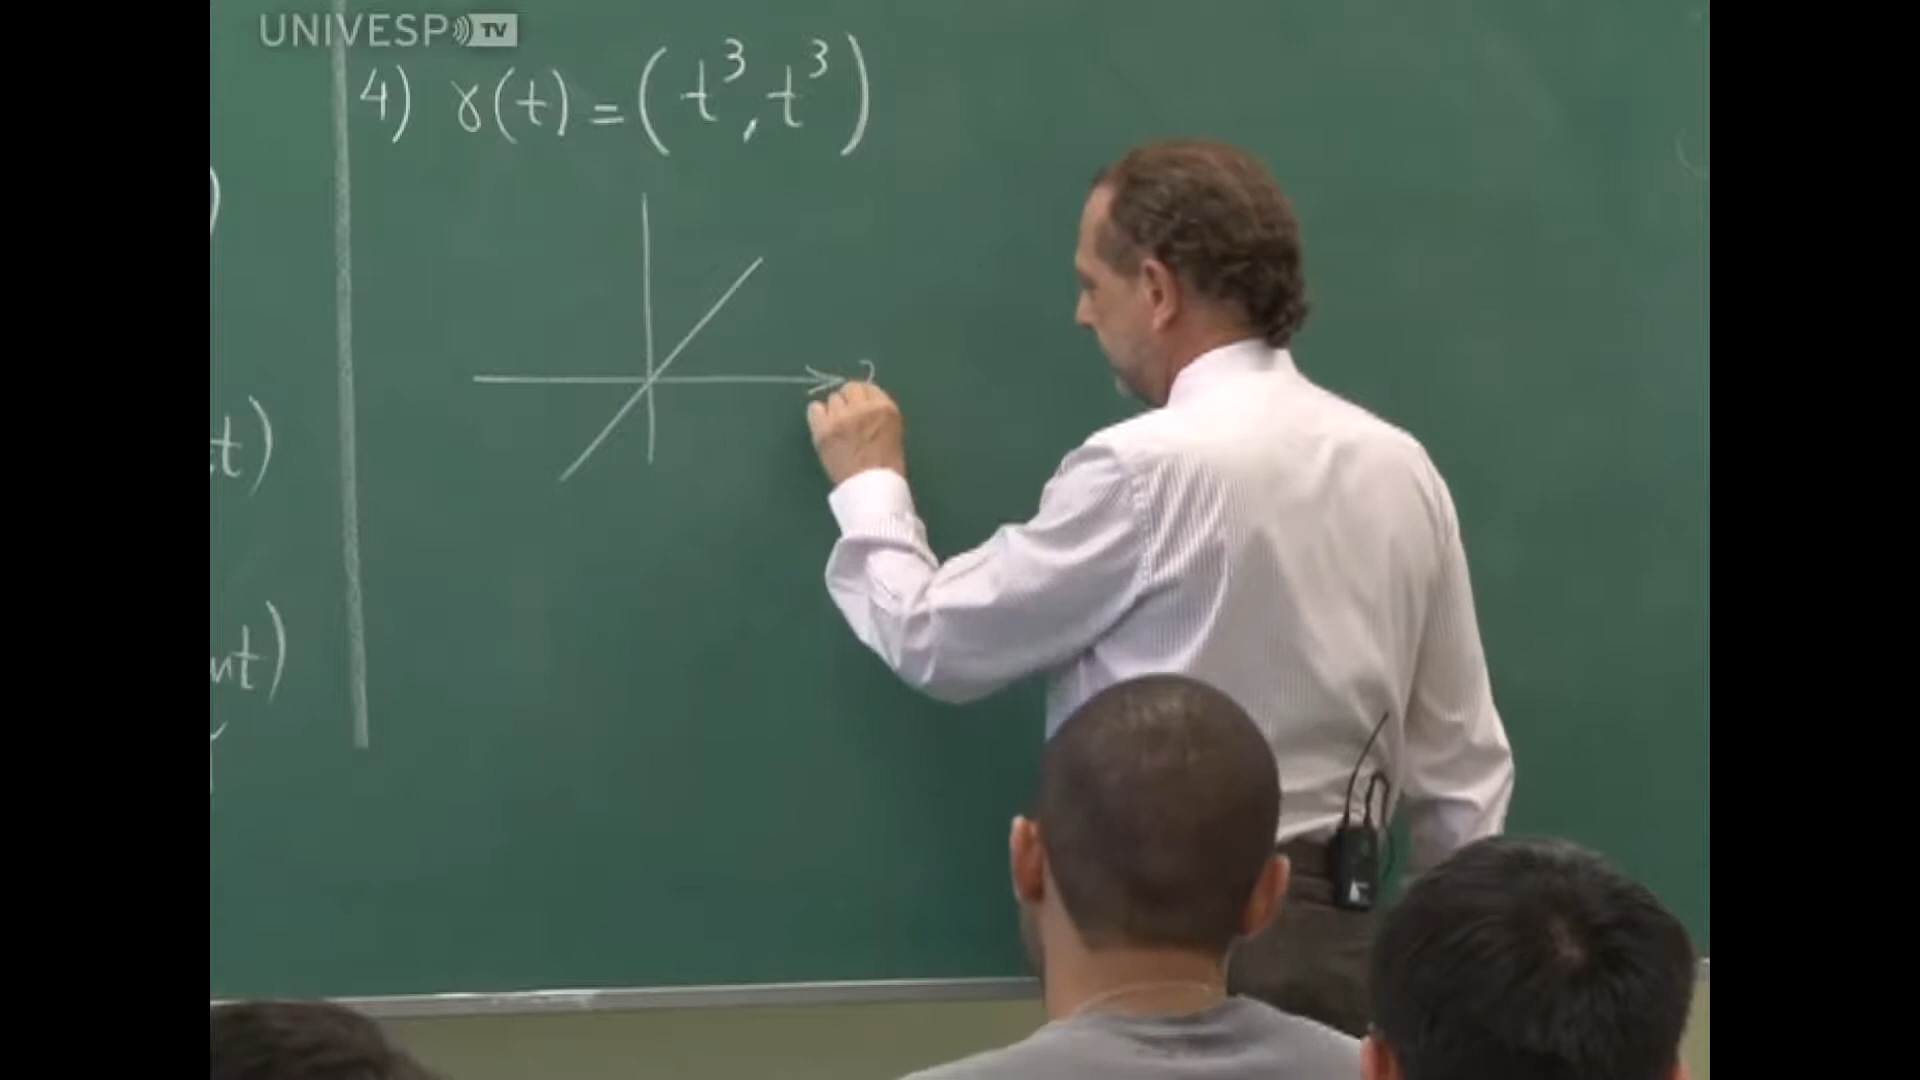 UNIVESP TV
4) γ(t) = (t³, t³)
t)
nt)